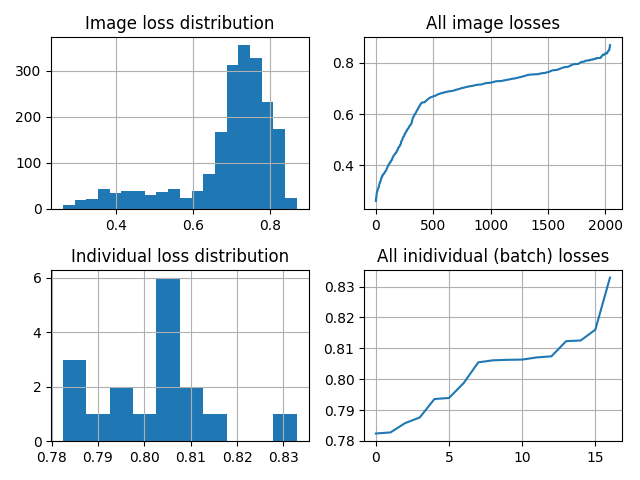 Image loss distribution
300
200
100
0
0.4 0.6 0.8
All image losses
0.8
0.6
0.4
0 500 1000 1500 2000
Individual loss distribution
6
4
2
0
0.78 0.79 0.80 0.81 0.82 0.83
All inidividual (batch) losses
0.83
0.82
0.81
0.80
0.79
0.78
0 5 10 15